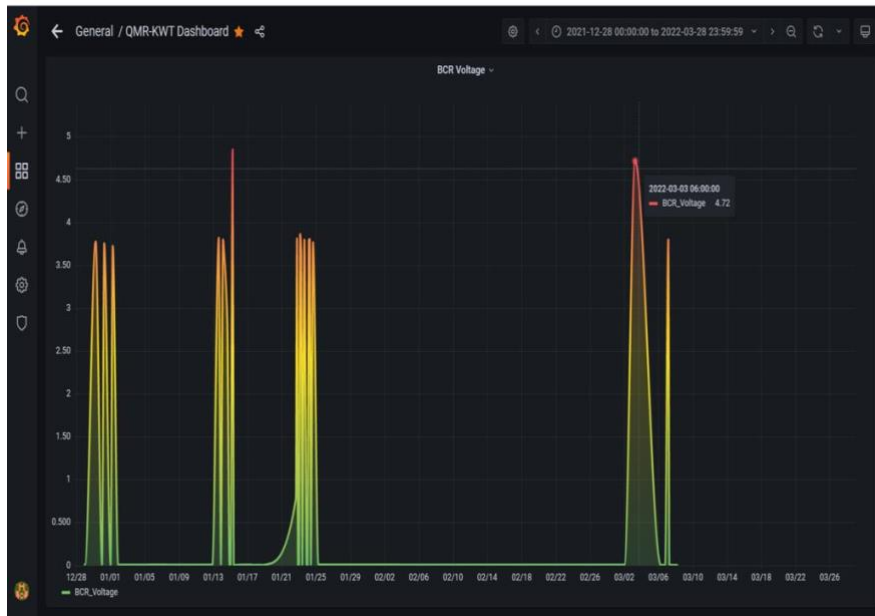 General / QMR-KWT Dashboard
2021-12-28 00:00:00 to 2022-03-28 23:59:59
BCR Voltage
5
4.50
4
3.50
3
2.50
2
1.50
1
0.500
0
2022-03-03 06:00:00
BCR_Voltage 4.72
12/28 01/01 01/05 01/09 01/13 01/17 01/21 01/25 01/29 02/02 02/06 02/10 02/14 02/18 02/22 02/26 03/02 03/06 03/10 03/14 03/18 03/22 03/26
BCR_Voltage